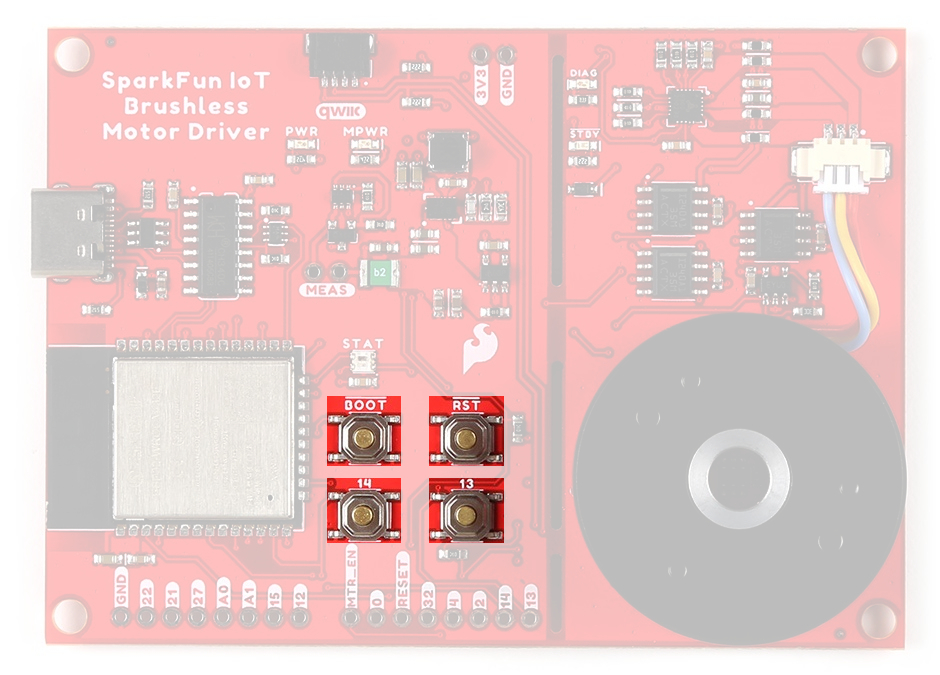 SparkFun IoT
Brushless
Motor Driver
qwiic
3V3
GND
DIAG
STBY
PWR
MPWR
b2
MEAS
STAT
BOOT
RST
14
13
GND
22
21
27
A0
A1
15
12
MTR_EN
0
RESET
32
4
2
14
13